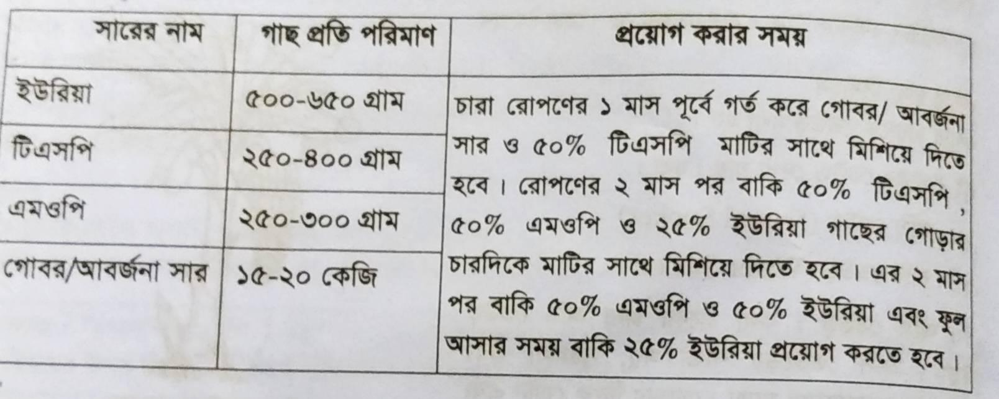 সারের নাম গাছ প্রতি পরিমাণ প্রয়োগ করার সময়
ইউরিয়া ৫০০-৬৫০ গ্রাম
টিএসপি ২৫০-৪০০ গ্রাম
এমওপি ২৫০-৩০০ গ্রাম
গোবর/আবর্জনা সার ১৫-২০ কেজি
চারা রোপণের ১ মাস পূর্বে গর্ত করে গোবর/ আবর্জনা
সার ও ৫০% টিএসপি মাটির সাথে মিশিয়ে দিতে
হবে। রোপণের ২ মাস পর বাকি ৫০% টিএসপি,
৫০% এমওপি ও ২৫% ইউরিয়া গাছের গোড়ার
চারদিকে মাটির সাথে মিশিয়ে দিতে হবে। এর ২ মাস
পর বাকি ৫০% এমওপি ও ৫০% ইউরিয়া এবং ফুল
আসার সময় বাকি ২৫% ইউরিয়া প্রয়োগ করতে হবে।